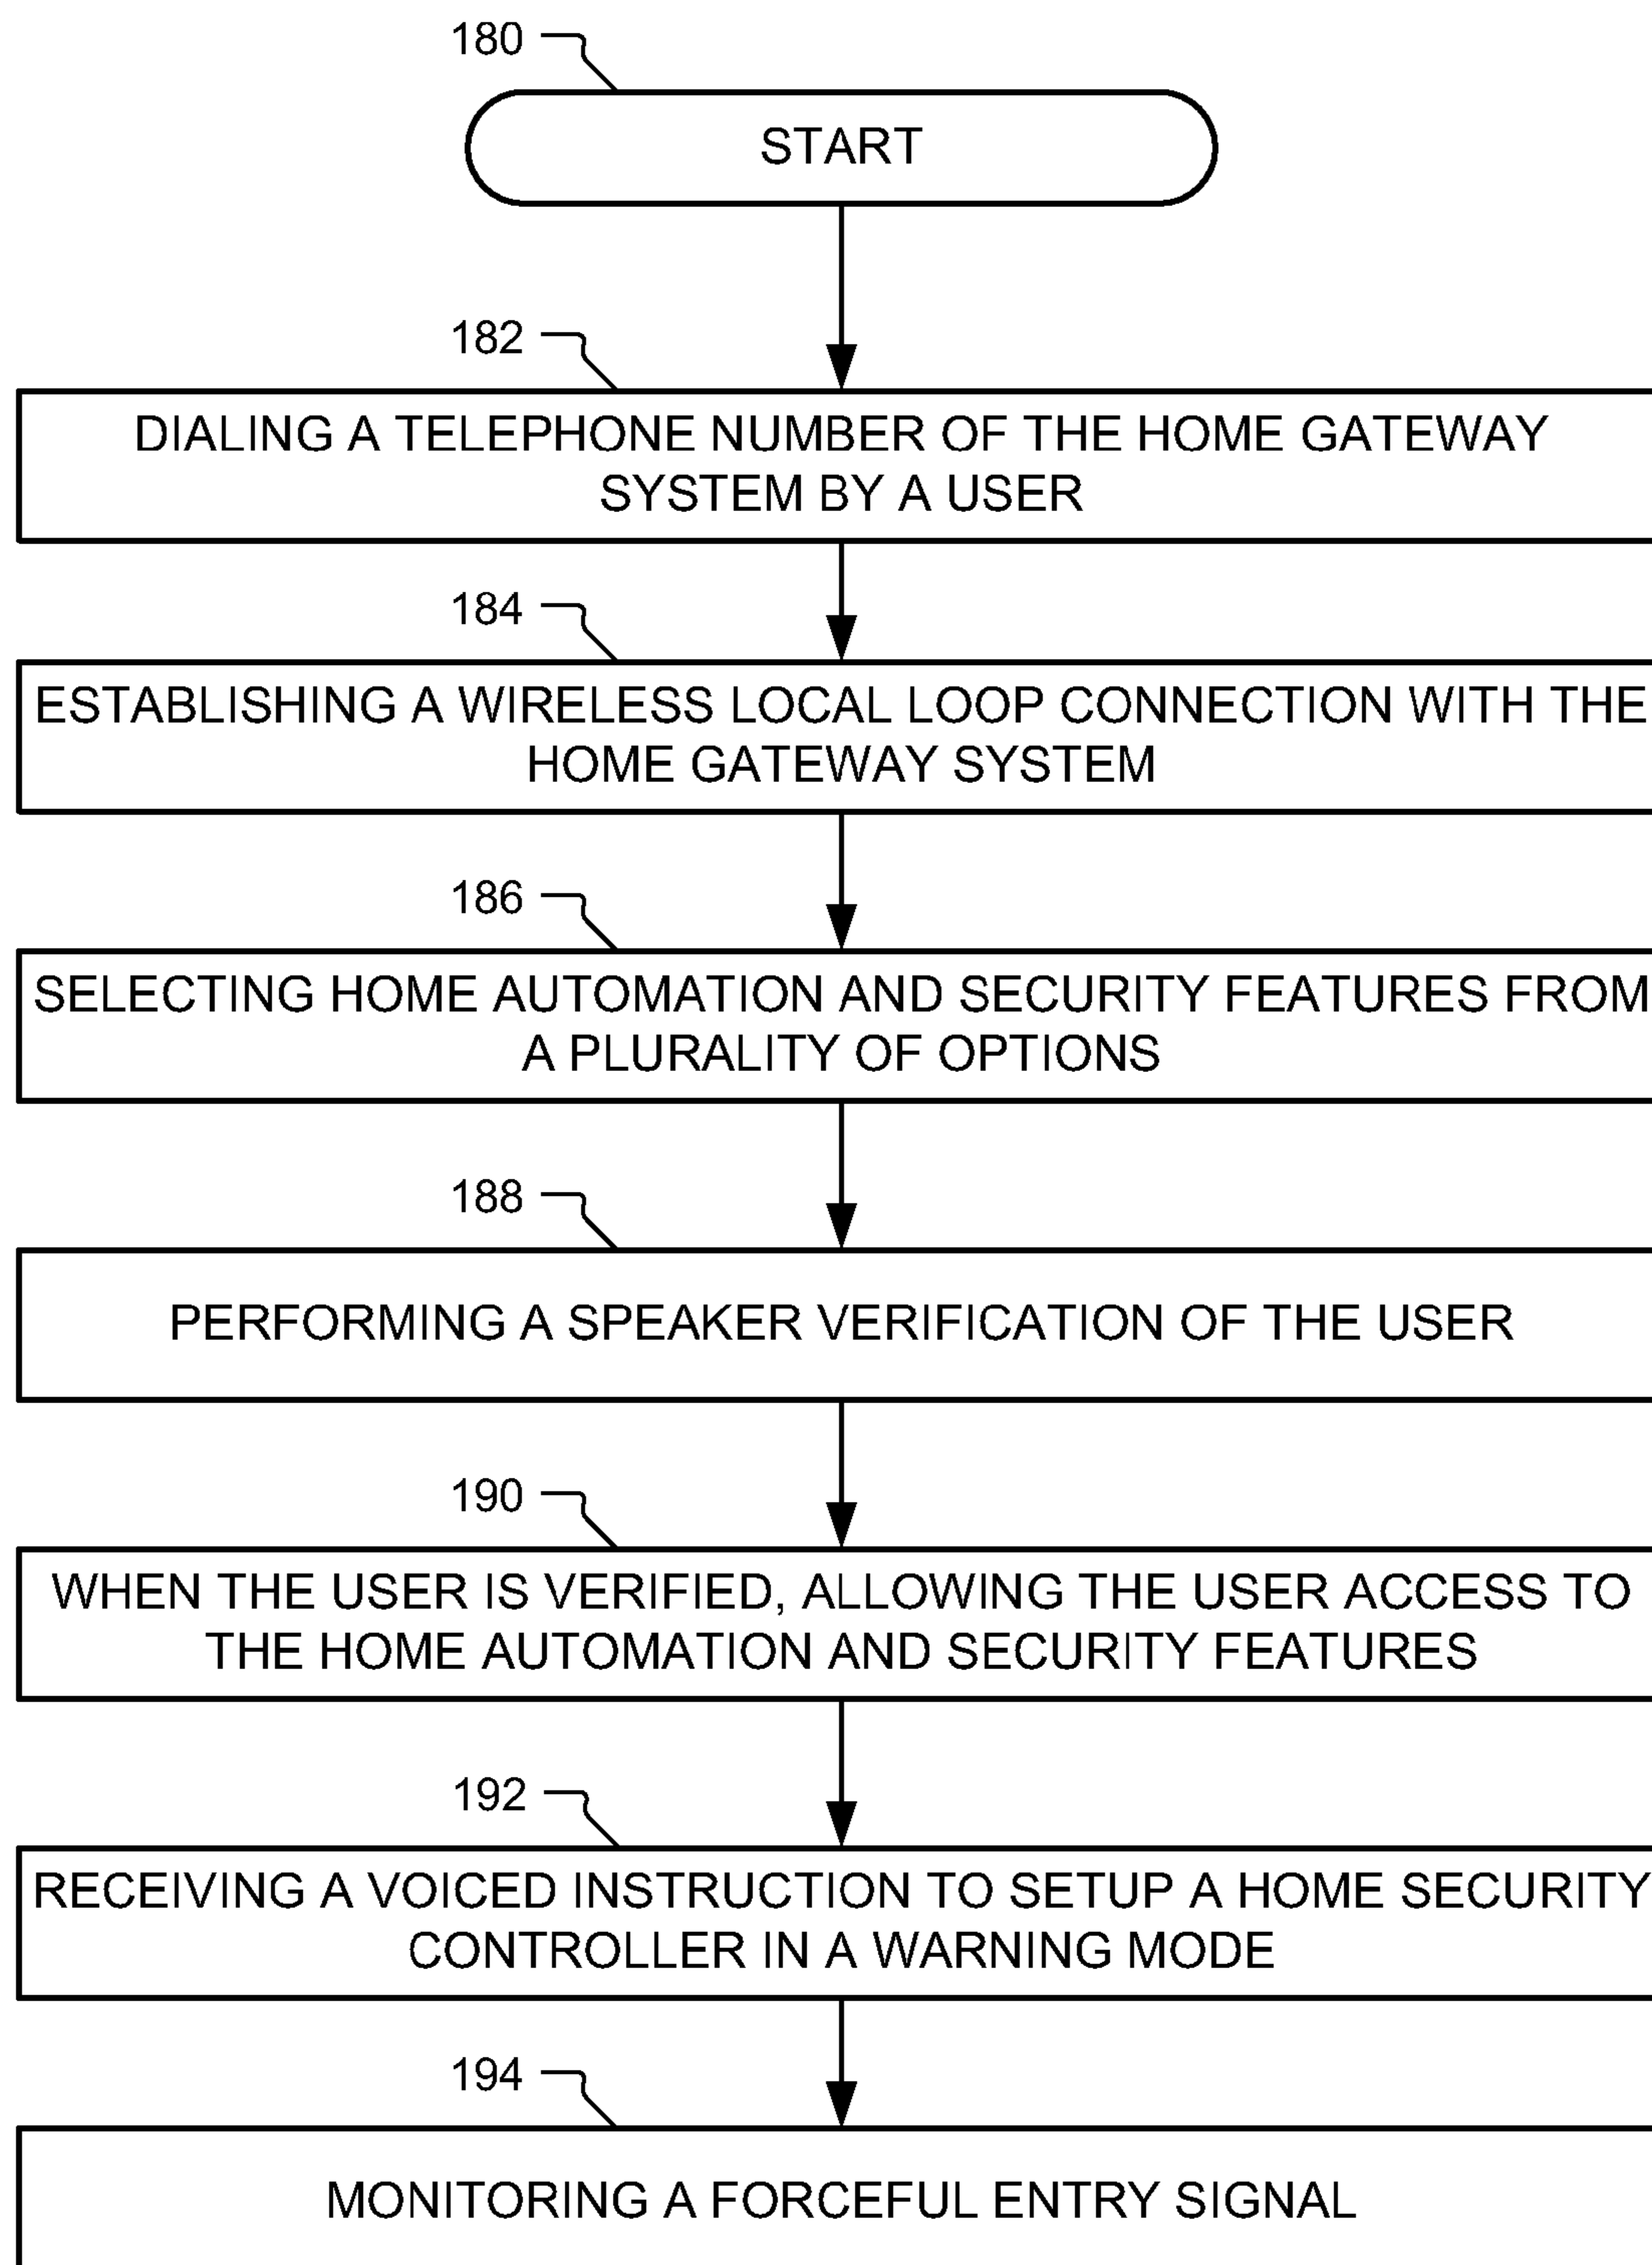 180
START
182
DIALING A TELEPHONE NUMBER OF THE HOME GATEWAY
SYSTEM BY A USER
184
ESTABLISHING A WIRELESS LOCAL LOOP CONNECTION WITH THE
HOME GATEWAY SYSTEM
186
SELECTING HOME AUTOMATION AND SECURITY FEATURES FROM
A PLURALITY OF OPTIONS
188
PERFORMING A SPEAKER VERIFICATION OF THE USER
190
WHEN THE USER IS VERIFIED, ALLOWING THE USER ACCESS TO
THE HOME AUTOMATION AND SECURITY FEATURES
192
RECEIVING A VOICED INSTRUCTION TO SETUP A HOME SECURITY
CONTROLLER IN A WARNING MODE
194
MONITORING A FORCEFUL ENTRY SIGNAL